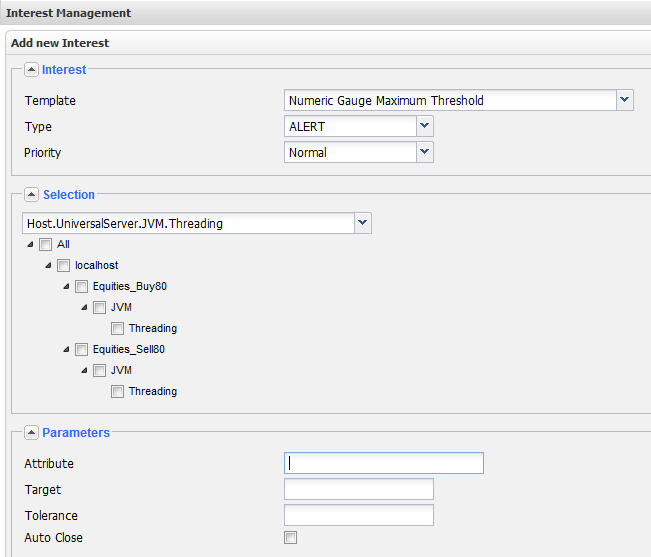 Interest Management
Add new Interest
Interest
Template Numeric Gauge Maximum Threshold
Type ALERT
Priority Normal
Selection
Host.UniversalServer.JVM.Threading
All
localhost
Equities_Buy80
JVM
Threading
Equities_Sell80
JVM
Threading
Parameters
Attribute
Target
Tolerance
Auto Close